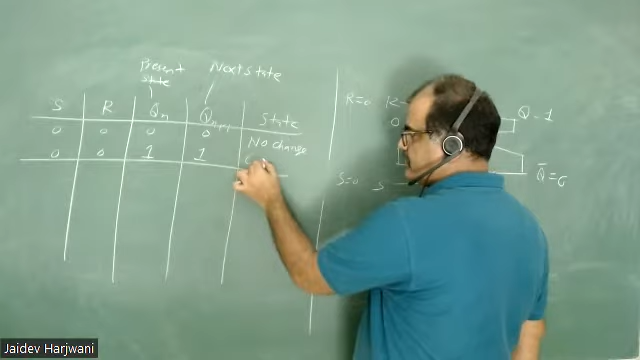 Present
state
Next state
S R Qn Qn+1 State
0 0 0 0 No change
0 0 1 1
R=0 R
0
Q - 1
S=0 S
Q̅ = 0
Jaidev Harjwani